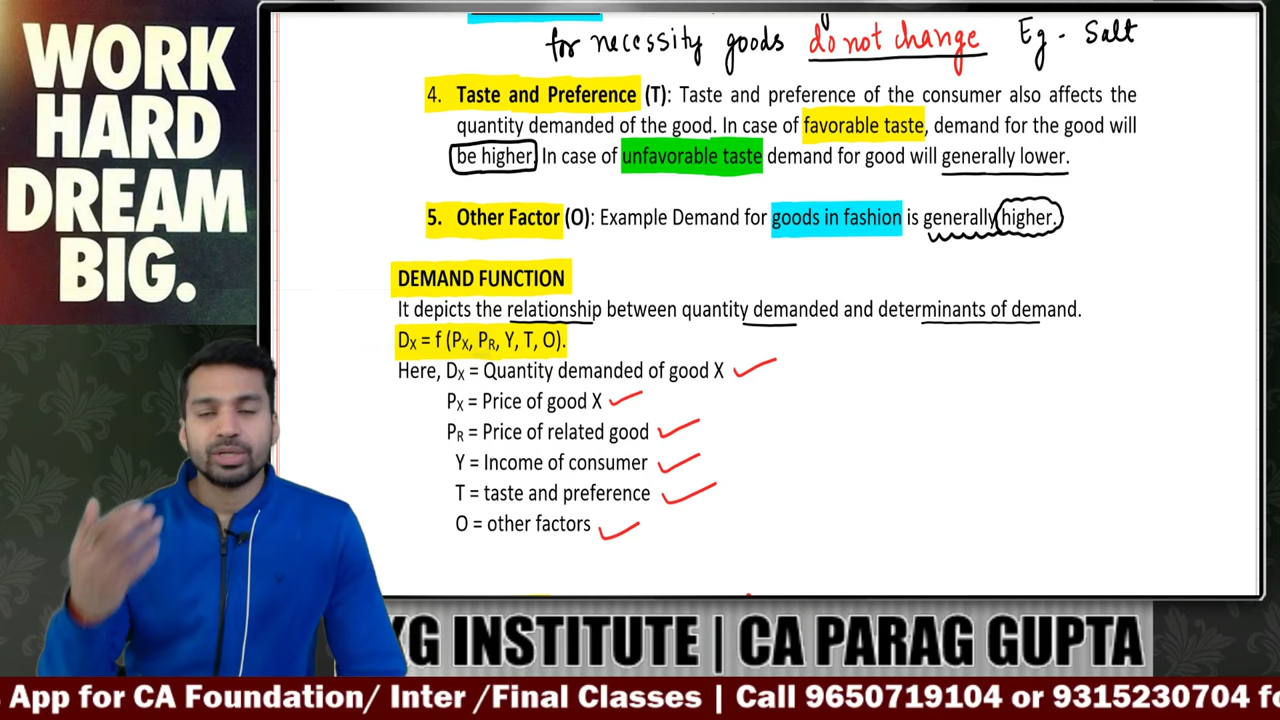 WORK
HARD
DREAM
BIG.
for necessity goods do not change Eg - Salt
4. Taste and Preference (T): Taste and preference of the consumer also affects the
quantity demanded of the good. In case of favorable taste, demand for the good will
be higher. In case of unfavorable taste demand for good will generally lower.
5. Other Factor (O): Example Demand for goods in fashion is generally higher.
DEMAND FUNCTION
It depicts the relationship between quantity demanded and determinants of demand.
DX = f (PX, PR, Y, T, O).
Here, DX = Quantity demanded of good X
PX = Price of good X
PR = Price of related good
Y = Income of consumer
T = taste and preference
O = other factors
KG INSTITUTE | CA PARAG GUPTA
App for CA Foundation/ Inter /Final Classes | Call 9650719104 or 9315230704